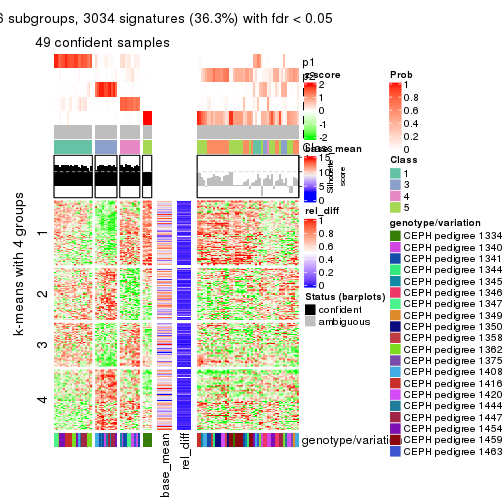 6 subgroups, 3034 signatures (36.3%) with fdr < 0.05
49 confident samples
p1
p2
Class
k-means with 4 groups
1
2
3
4
Silhouette
score
base_mean
rel_diff
genotype/variation
z-score
2
1
0
-1
-2
base_mean
15
10
5
0
rel_diff
1
0.8
0.6
0.4
0.2
0
Status (barplots)
confident
ambiguous
Prob
1
0.8
0.6
0.4
0.2
0
Class
1
3
4
5
genotype/variation
CEPH pedigree 1334
CEPH pedigree 1340
CEPH pedigree 1341
CEPH pedigree 1344
CEPH pedigree 1345
CEPH pedigree 1346
CEPH pedigree 1347
CEPH pedigree 1349
CEPH pedigree 1350
CEPH pedigree 1358
CEPH pedigree 1362
CEPH pedigree 1375
CEPH pedigree 1408
CEPH pedigree 1416
CEPH pedigree 1420
CEPH pedigree 1444
CEPH pedigree 1447
CEPH pedigree 1454
CEPH pedigree 1459
CEPH pedigree 1463